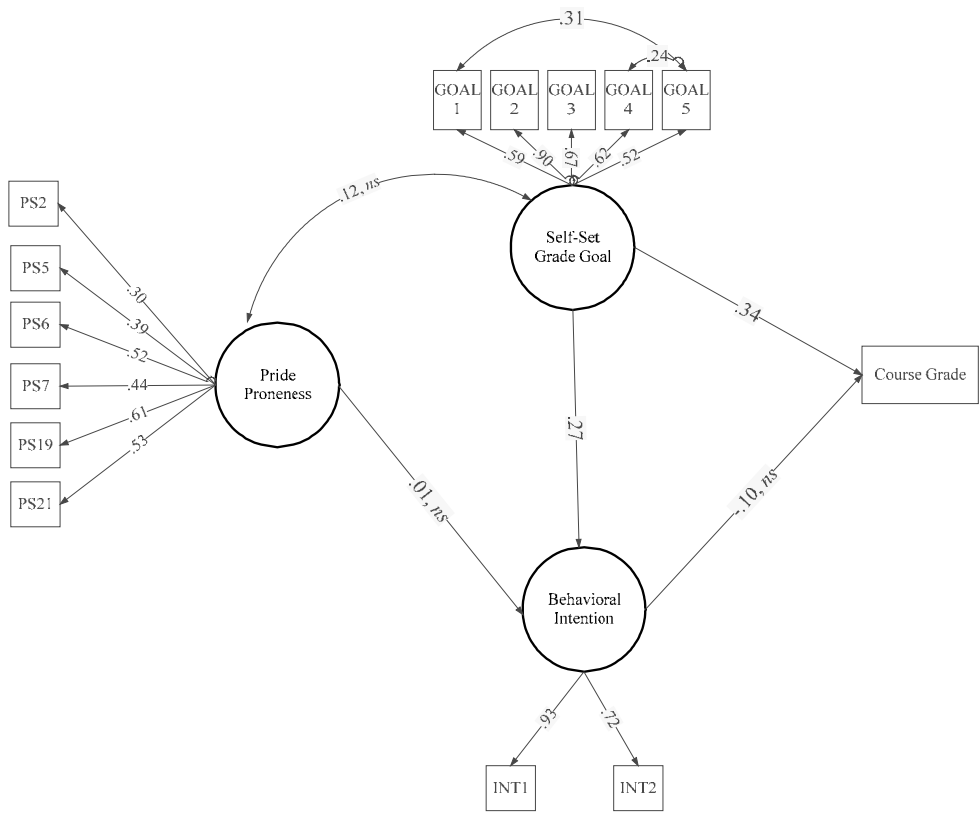 .31
.24
GOAL
1
GOAL
2
GOAL
3
GOAL
4
GOAL
5
.59
.90
.67
.62
.52
.12, ns
PS2
PS5
PS6
PS7
PS19
PS21
.30
.39
.52
.44
.61
.53
Self-Set
Grade Goal
Pride
Proneness
.34
Course Grade
.27
.01, ns
-.10, ns
Behavioral
Intention
.93
.72
INT1
INT2